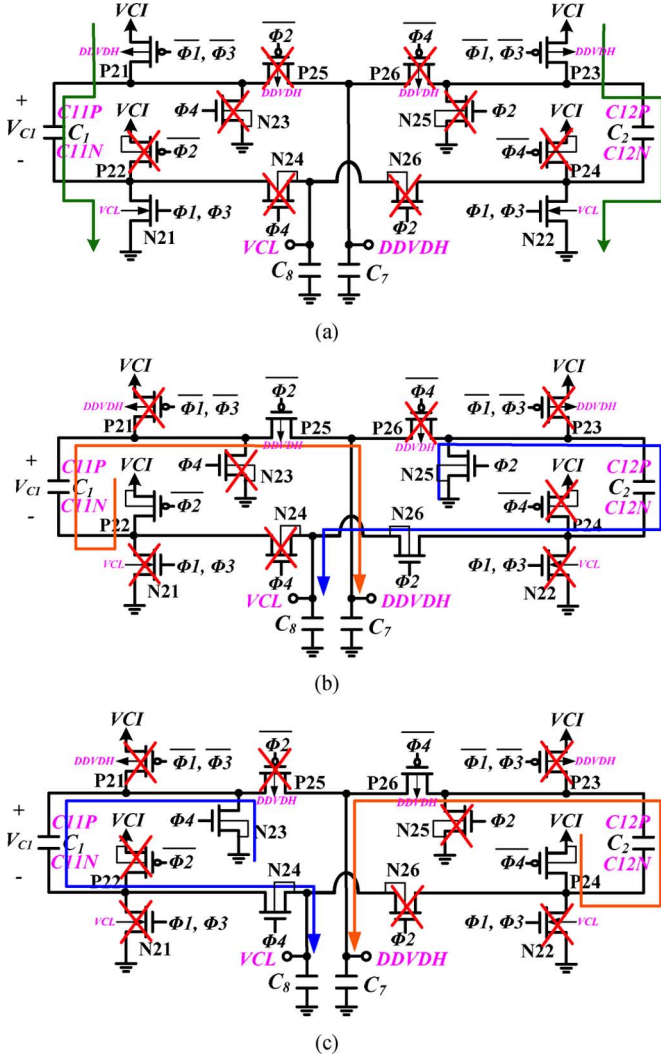 VCI VCI
DDVDH Φ1, Φ3 Φ2 Φ4 Φ1, Φ3 DDVDH
P21 P25 P26 P23
+ C11P VCI DDVDH DDVDH VCI C12P
Φ4 N23 N25 Φ2
VC1 C1 C2
- C11N Φ2 N24 N26 Φ4 C12N
P22 P24
VCL Φ1, Φ3 Φ4 Φ2 Φ1, Φ3 VCL
N21 VCL DDVDH N22
C8 C7
(a)
VCI VCI
DDVDH Φ1, Φ3 Φ2 Φ4 Φ1, Φ3 DDVDH
P21 P25 P26 P23
+ C11P VCI DDVDH DDVDH VCI C12P
Φ4 N23 N25 Φ2
VC1 C1 C2
- C11N Φ2 N24 N26 Φ4 C12N
P22 P24
VCL Φ1, Φ3 Φ4 Φ2 Φ1, Φ3 VCL
N21 VCL DDVDH N22
C8 C7
(b)
VCI VCI
DDVDH Φ1, Φ3 Φ2 Φ4 Φ1, Φ3 DDVDH
P21 P25 P26 P23
+ C11P VCI DDVDH DDVDH VCI C12P
Φ4 N23 N25 Φ2
VC1 C1 C2
- C11N Φ2 N24 N26 Φ4 C12N
P22 P24
VCL Φ1, Φ3 Φ4 Φ2 Φ1, Φ3 VCL
N21 VCL DDVDH N22
C8 C7
(c)